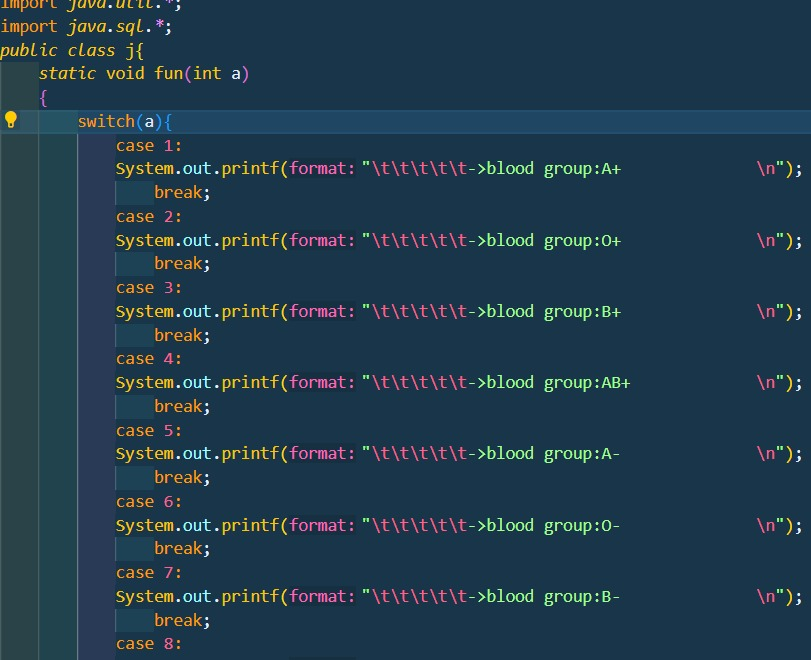 import java.util.*;
import java.sql.*;
public class j{
    static void fun(int a)
    {
        switch(a){
            case 1:
            System.out.printf(format:"\t\t\t\t\t->blood group:A+              \n");
                break;
            case 2:
            System.out.printf(format:"\t\t\t\t\t->blood group:O+              \n");
                break;
            case 3:
            System.out.printf(format:"\t\t\t\t\t->blood group:B+              \n");
                break;
            case 4:
            System.out.printf(format:"\t\t\t\t\t->blood group:AB+             \n");
                break;
            case 5:
            System.out.printf(format:"\t\t\t\t\t->blood group:A-              \n");
                break;
            case 6:
            System.out.printf(format:"\t\t\t\t\t->blood group:O-              \n");
                break;
            case 7:
            System.out.printf(format:"\t\t\t\t\t->blood group:B-              \n");
                break;
            case 8: